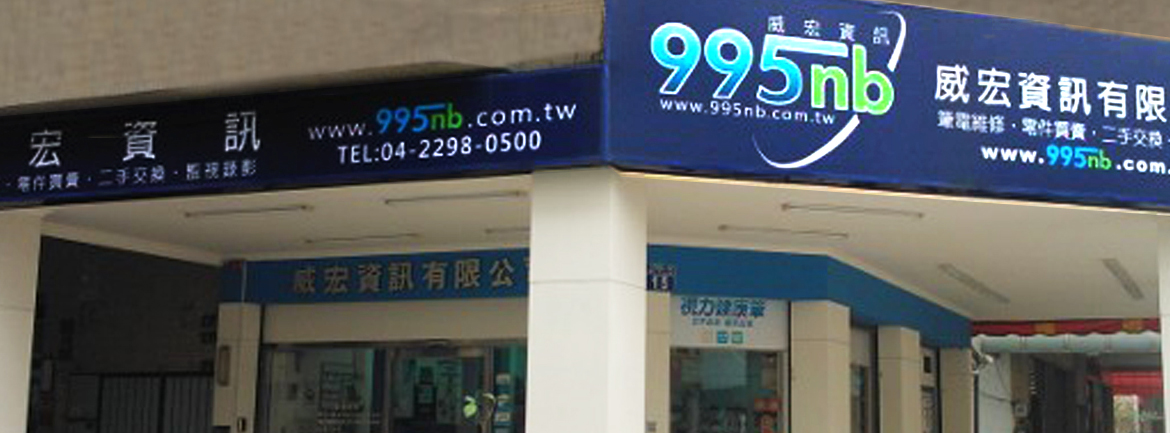 宏資訊
www.995nb.com.tw
TEL:04-2298-0500
·零件買賣·二手交換·監視錄影
威宏資訊
995nb
www.995nb.com.tw
威宏資訊有限
筆電維修·零件買賣·二手交換·
www.995nb.com.
威宏資訊有限公
15
視力健康筆